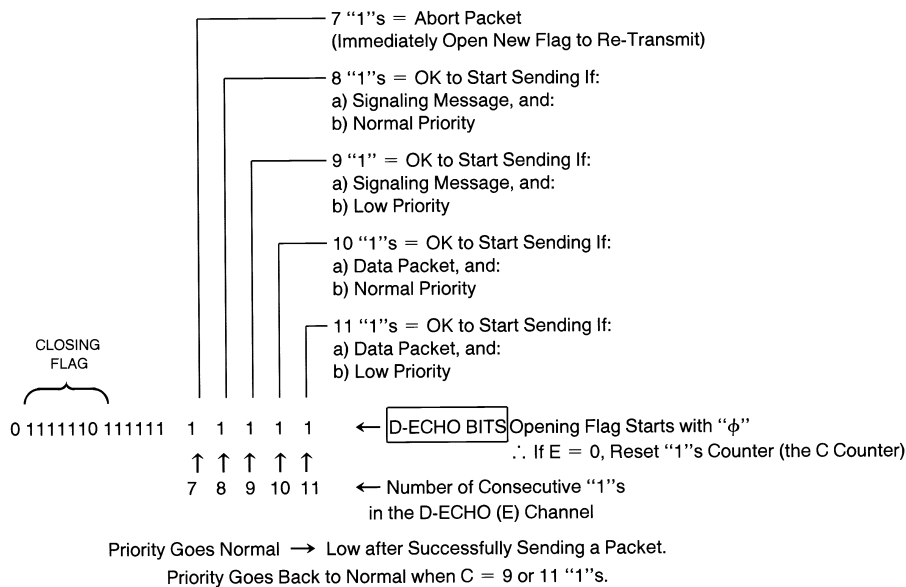 7 “1”s = Abort Packet
(Immediately Open New Flag to Re-Transmit)
8 “1”s = OK to Start Sending If:
a) Signaling Message, and:
b) Normal Priority
9 “1” = OK to Start Sending If:
a) Signaling Message, and:
b) Low Priority
10 “1”s = OK to Start Sending If:
a) Data Packet, and:
b) Normal Priority
11 “1”s = OK to Start Sending If:
a) Data Packet, and:
b) Low Priority
CLOSING
FLAG
0 1111110 111111 1 1 1 1 1 ← D-ECHO BITS Opening Flag Starts with “ϕ”
∴ If E = 0, Reset “1”s Counter (the C Counter)
↑ ↑ ↑ ↑ ↑
7 8 9 10 11 ← Number of Consecutive “1”s
in the D-ECHO (E) Channel
Priority Goes Normal → Low after Successfully Sending a Packet.
Priority Goes Back to Normal when C = 9 or 11 “1”s.